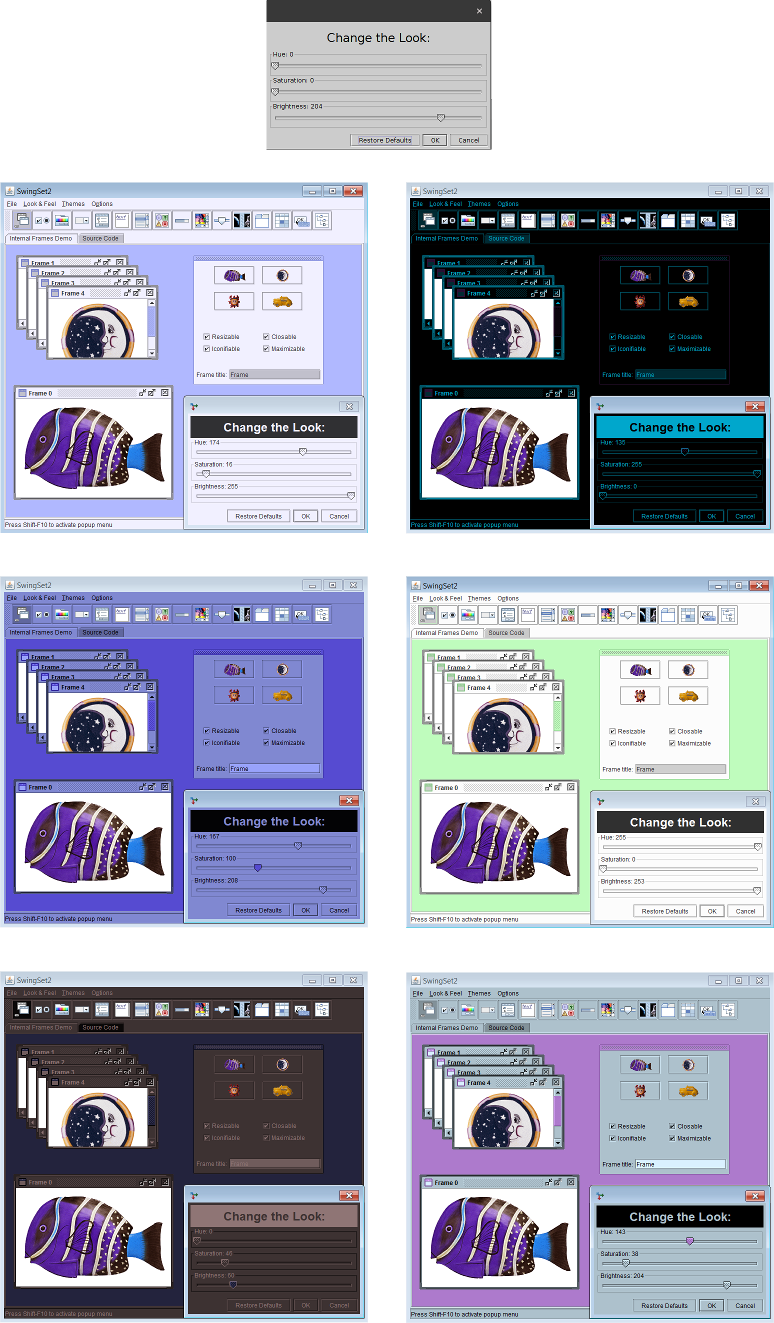 Change the Look:
Hue: 0
Saturation: 0
Brightness: 204
Restore Defaults OK Cancel
SwingSet2
File Look & Feel Themes Options
Internal Frames Demo Source Code
Frame 1
Frame 2
Frame 3
Frame 4
Resizable Closable
Iconifiable Maximizable
Frame title: Frame
Frame 0
Change the Look:
Hue: 174
Saturation: 16
Brightness: 255
Restore Defaults OK Cancel
Press Shift-F10 to activate popup menu
SwingSet2
File Look & Feel Themes Options
Internal Frames Demo Source Code
Frame 1
Frame 2
Frame 3
Frame 4
Resizable Closable
Iconifiable Maximizable
Frame title: Frame
Frame 0
Change the Look:
Hue: 135
Saturation: 255
Brightness: 0
Restore Defaults OK Cancel
Press Shift-F10 to activate popup menu
SwingSet2
File Look & Feel Themes Options
Internal Frames Demo Source Code
Frame 1
Frame 2
Frame 3
Frame 4
Resizable Closable
Iconifiable Maximizable
Frame title: Frame
Frame 0
Change the Look:
Hue: 167
Saturation: 100
Brightness: 208
Restore Defaults OK Cancel
Press Shift-F10 to activate popup menu
SwingSet2
File Look & Feel Themes Options
Internal Frames Demo Source Code
Frame 1
Frame 2
Frame 3
Frame 4
Resizable Closable
Iconifiable Maximizable
Frame title: Frame
Frame 0
Change the Look:
Hue: 255
Saturation: 0
Brightness: 253
Restore Defaults OK Cancel
Press Shift-F10 to activate popup menu
SwingSet2
File Look & Feel Themes Options
Internal Frames Demo Source Code
Frame 1
Frame 2
Frame 3
Frame 4
Resizable Closable
Iconifiable Maximizable
Frame title: Frame
Frame 0
Change the Look:
Hue: 0
Saturation: 46
Brightness: 60
Restore Defaults OK Cancel
Press Shift-F10 to activate popup menu
SwingSet2
File Look & Feel Themes Options
Internal Frames Demo Source Code
Frame 1
Frame 2
Frame 3
Frame 4
Resizable Closable
Iconifiable Maximizable
Frame title: Frame
Frame 0
Change the Look:
Hue: 143
Saturation: 38
Brightness: 204
Restore Defaults OK Cancel
Press Shift-F10 to activate popup menu